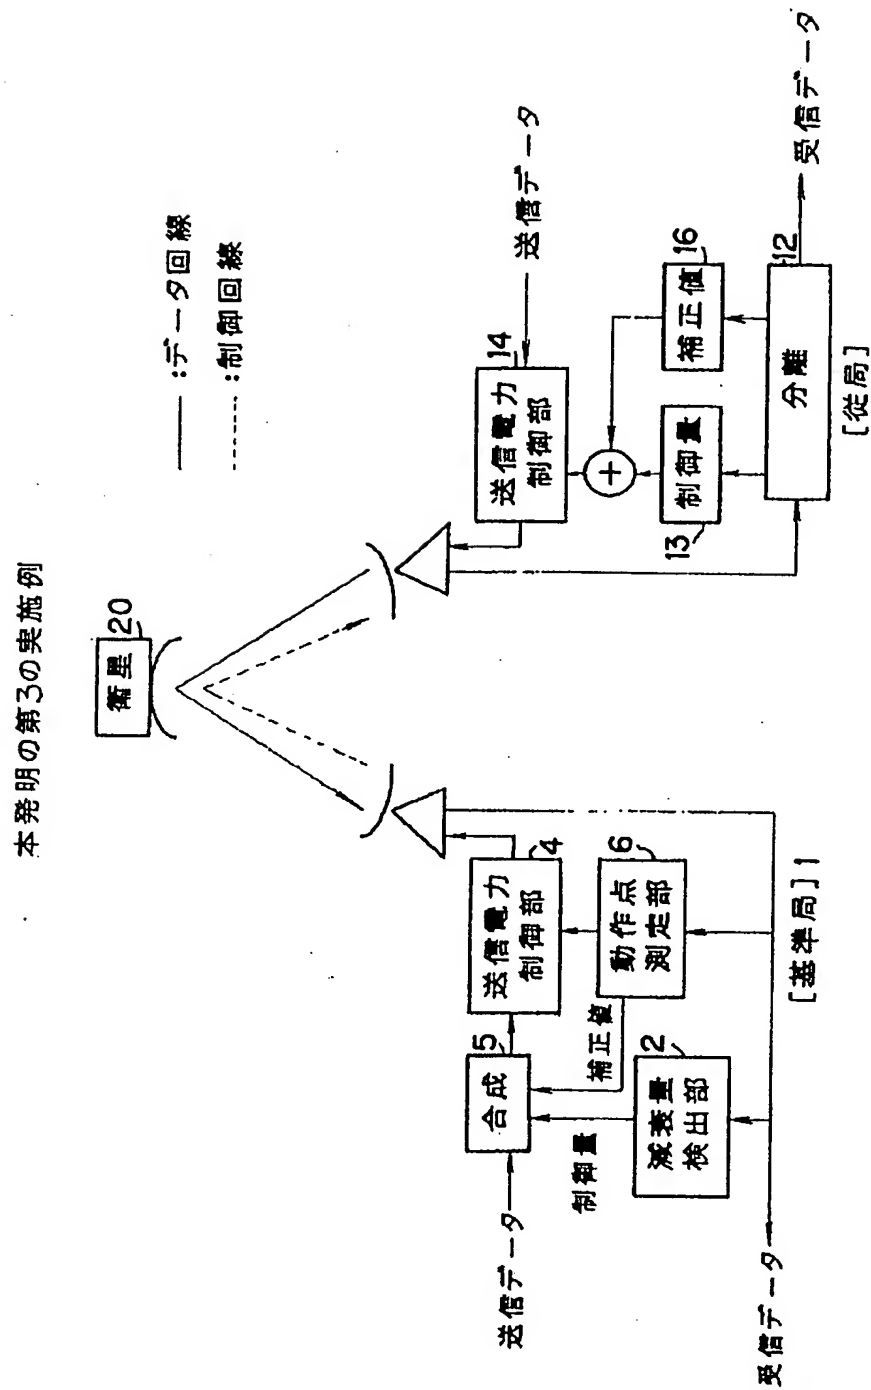 本発明の第3の実施例
衛星
20
———:データ回線
-----:制御回線
送信データ
合成
5
送信電力
制御部
4
制御量
補正値
減衰量
検出部
2
動作点
測定部
6
受信データ
[基準局]1
送信電力
制御部
14
送信データ
+
制御量
13
補正値
16
分離
12
受信データ
[従局]